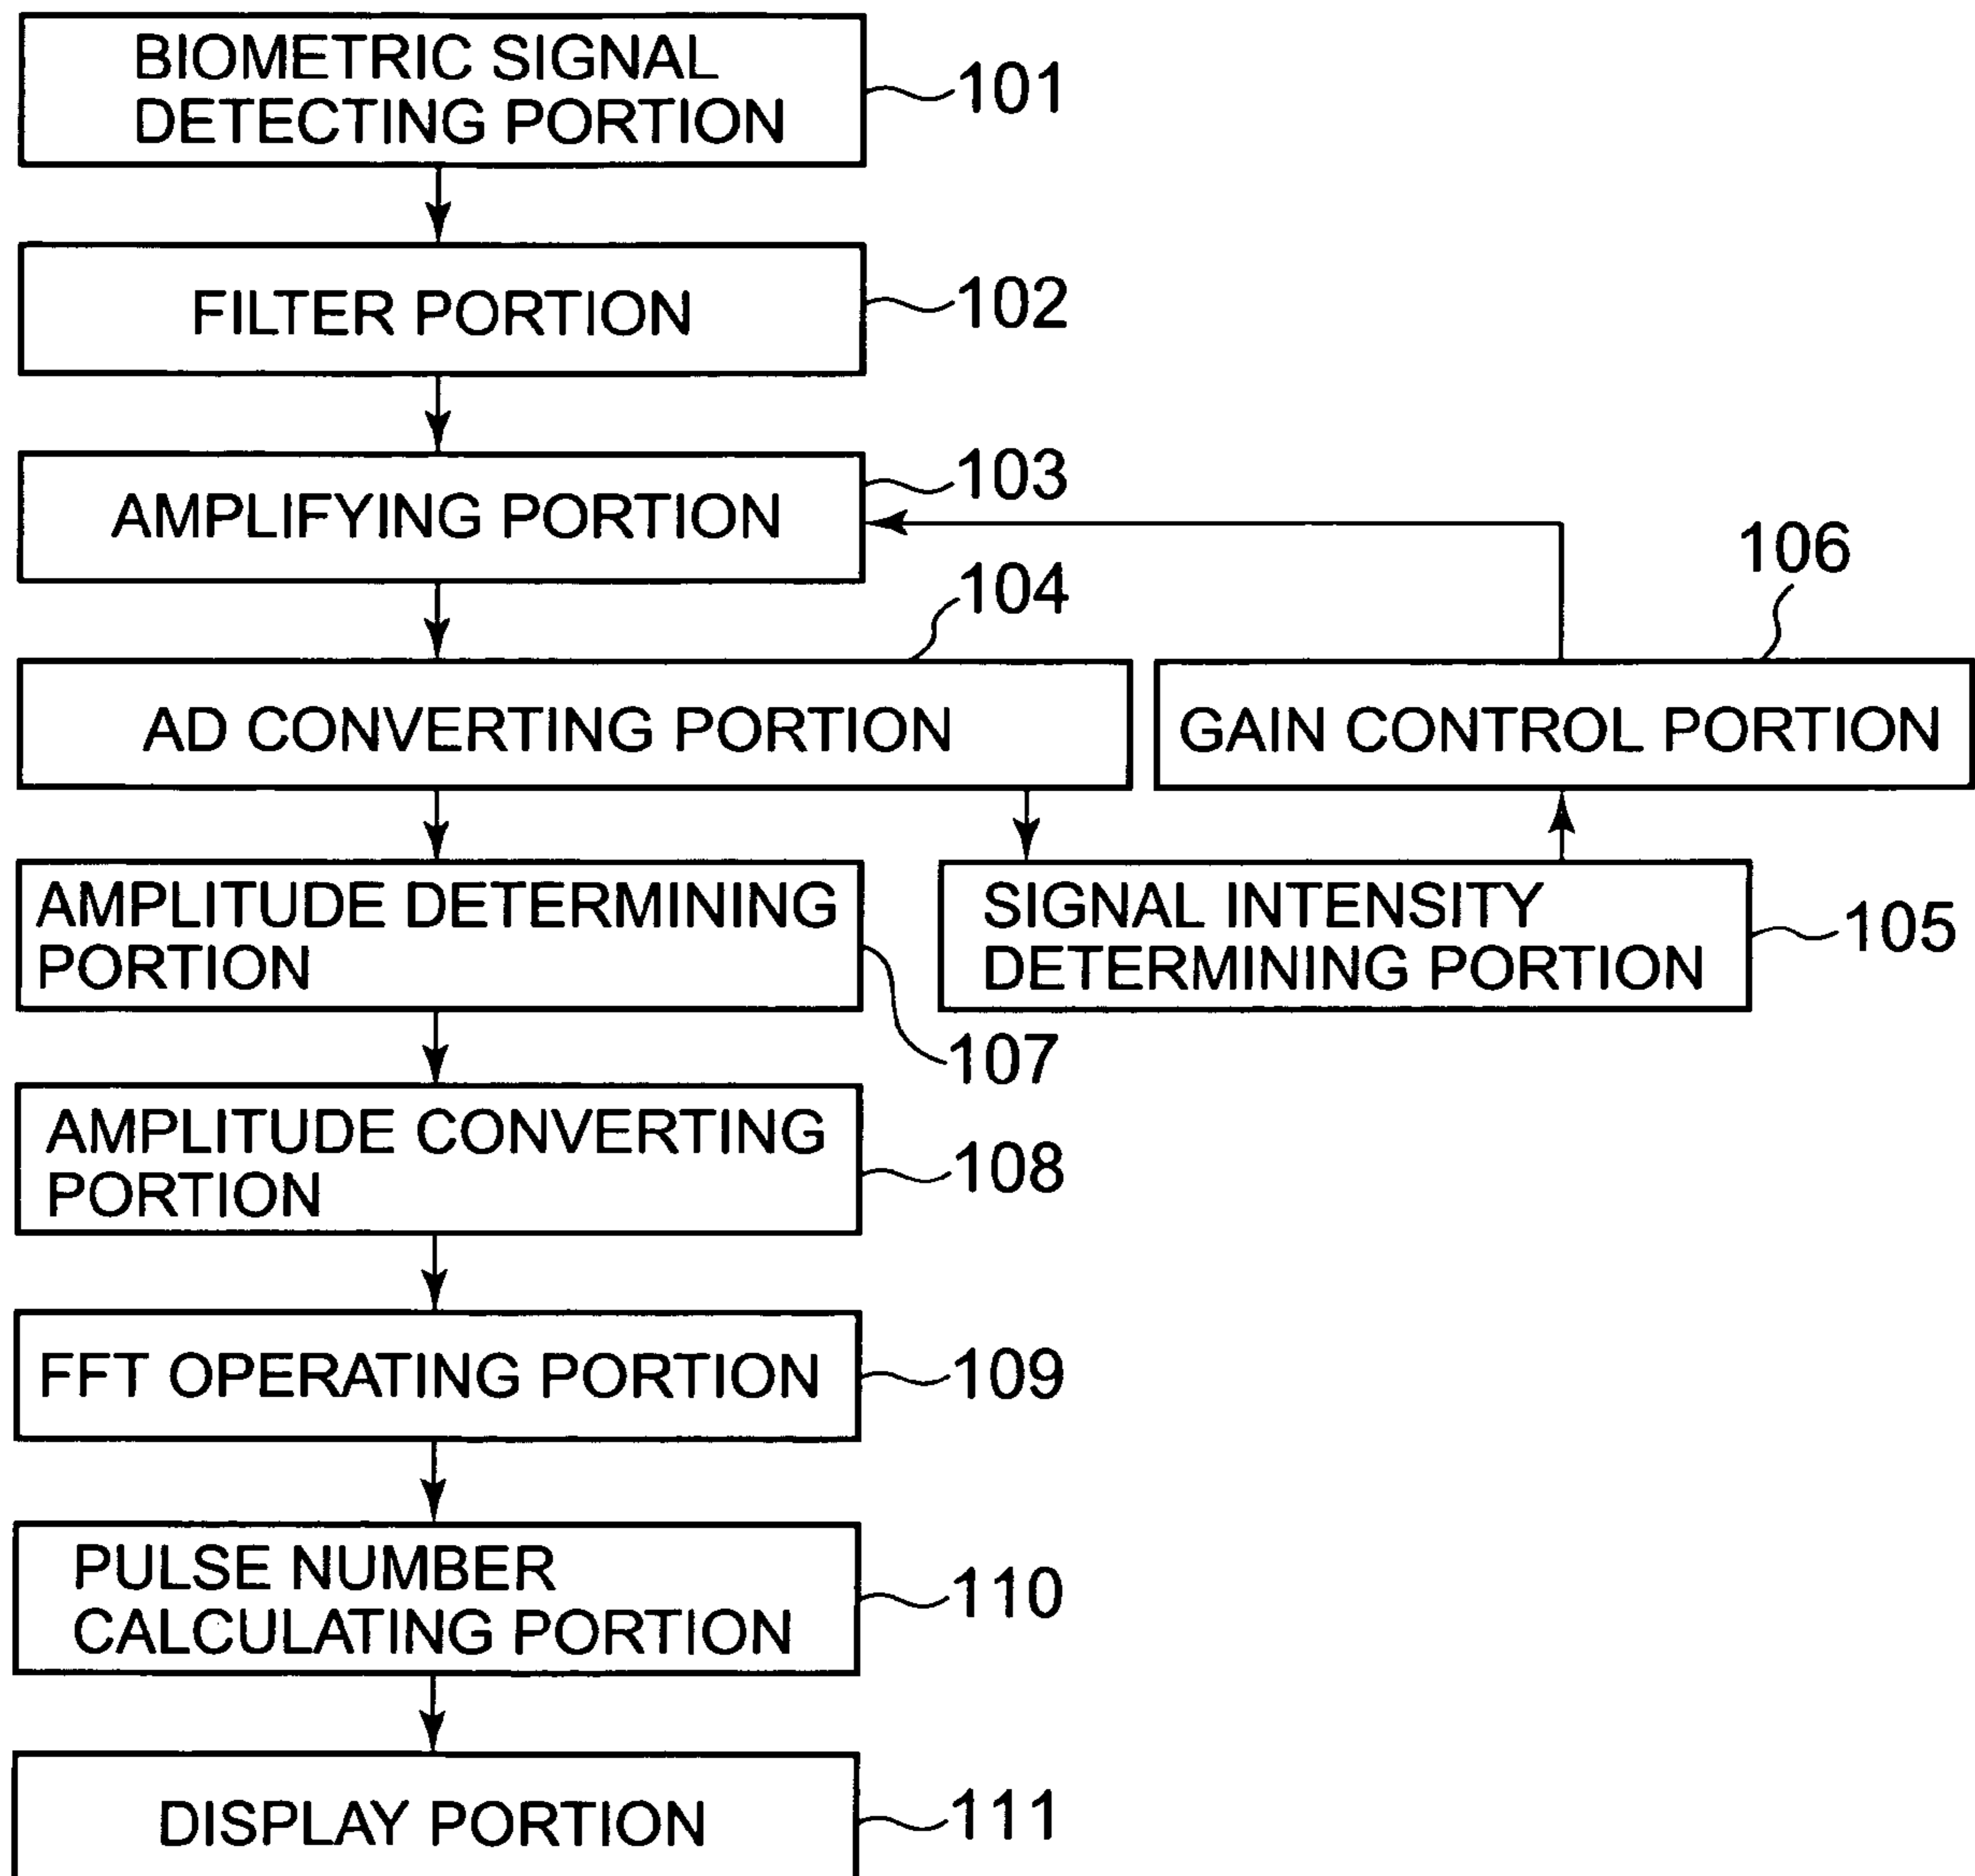 BIOMETRIC SIGNAL
DETECTING PORTION
101
FILTER PORTION
102
AMPLIFYING PORTION
103
104
106
AD CONVERTING PORTION
GAIN CONTROL PORTION
AMPLITUDE DETERMINING
PORTION
107
SIGNAL INTENSITY
DETERMINING PORTION
105
AMPLITUDE CONVERTING
PORTION
108
FFT OPERATING PORTION
109
PULSE NUMBER
CALCULATING PORTION
110
DISPLAY PORTION
111